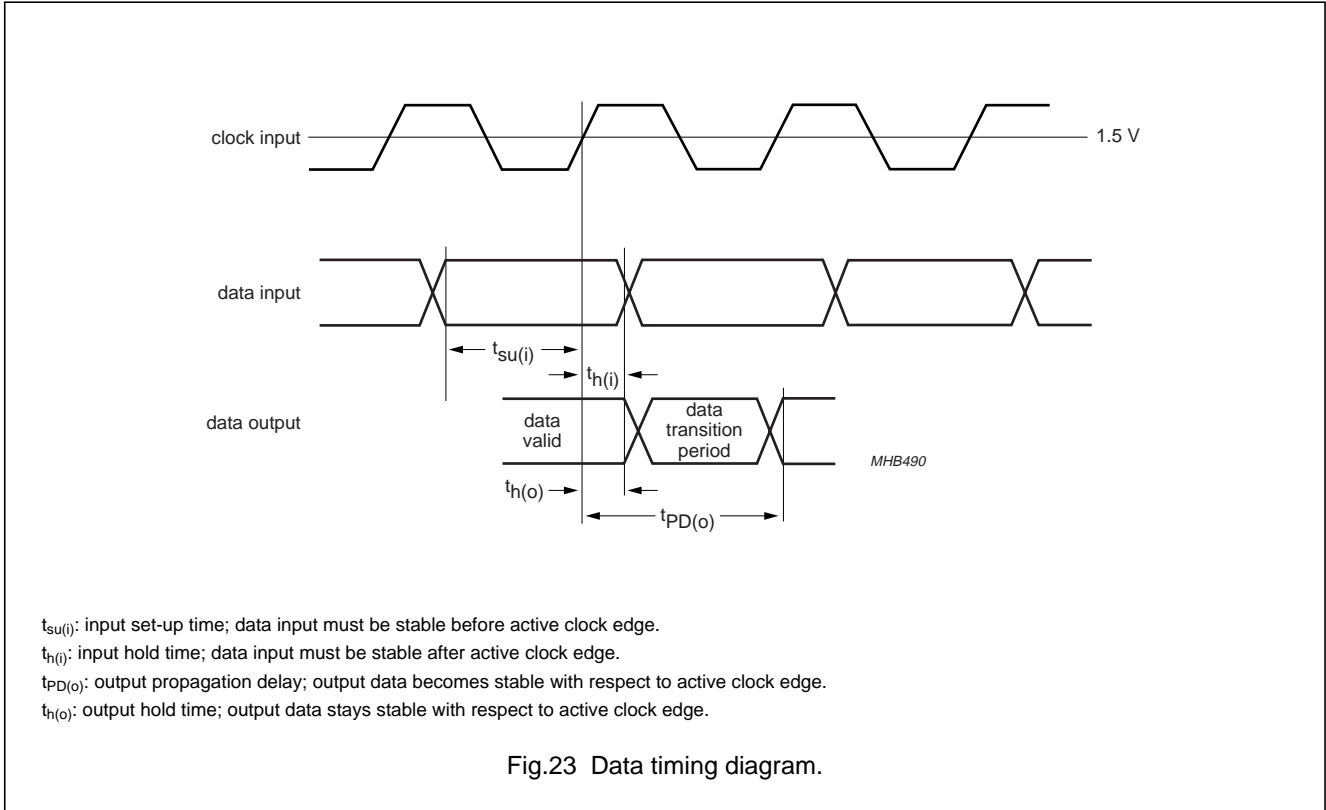 clock input
1.5 V
data input
tsu(i)
th(i)
data output
data
valid
data
transition
period
MHB490
th(o)
tPD(o)
tsu(i): input set-up time; data input must be stable before active clock edge.
th(i): input hold time; data input must be stable after active clock edge.
tPD(o): output propagation delay; output data becomes stable with respect to active clock edge.
th(o): output hold time; output data stays stable with respect to active clock edge.
Fig.23 Data timing diagram.